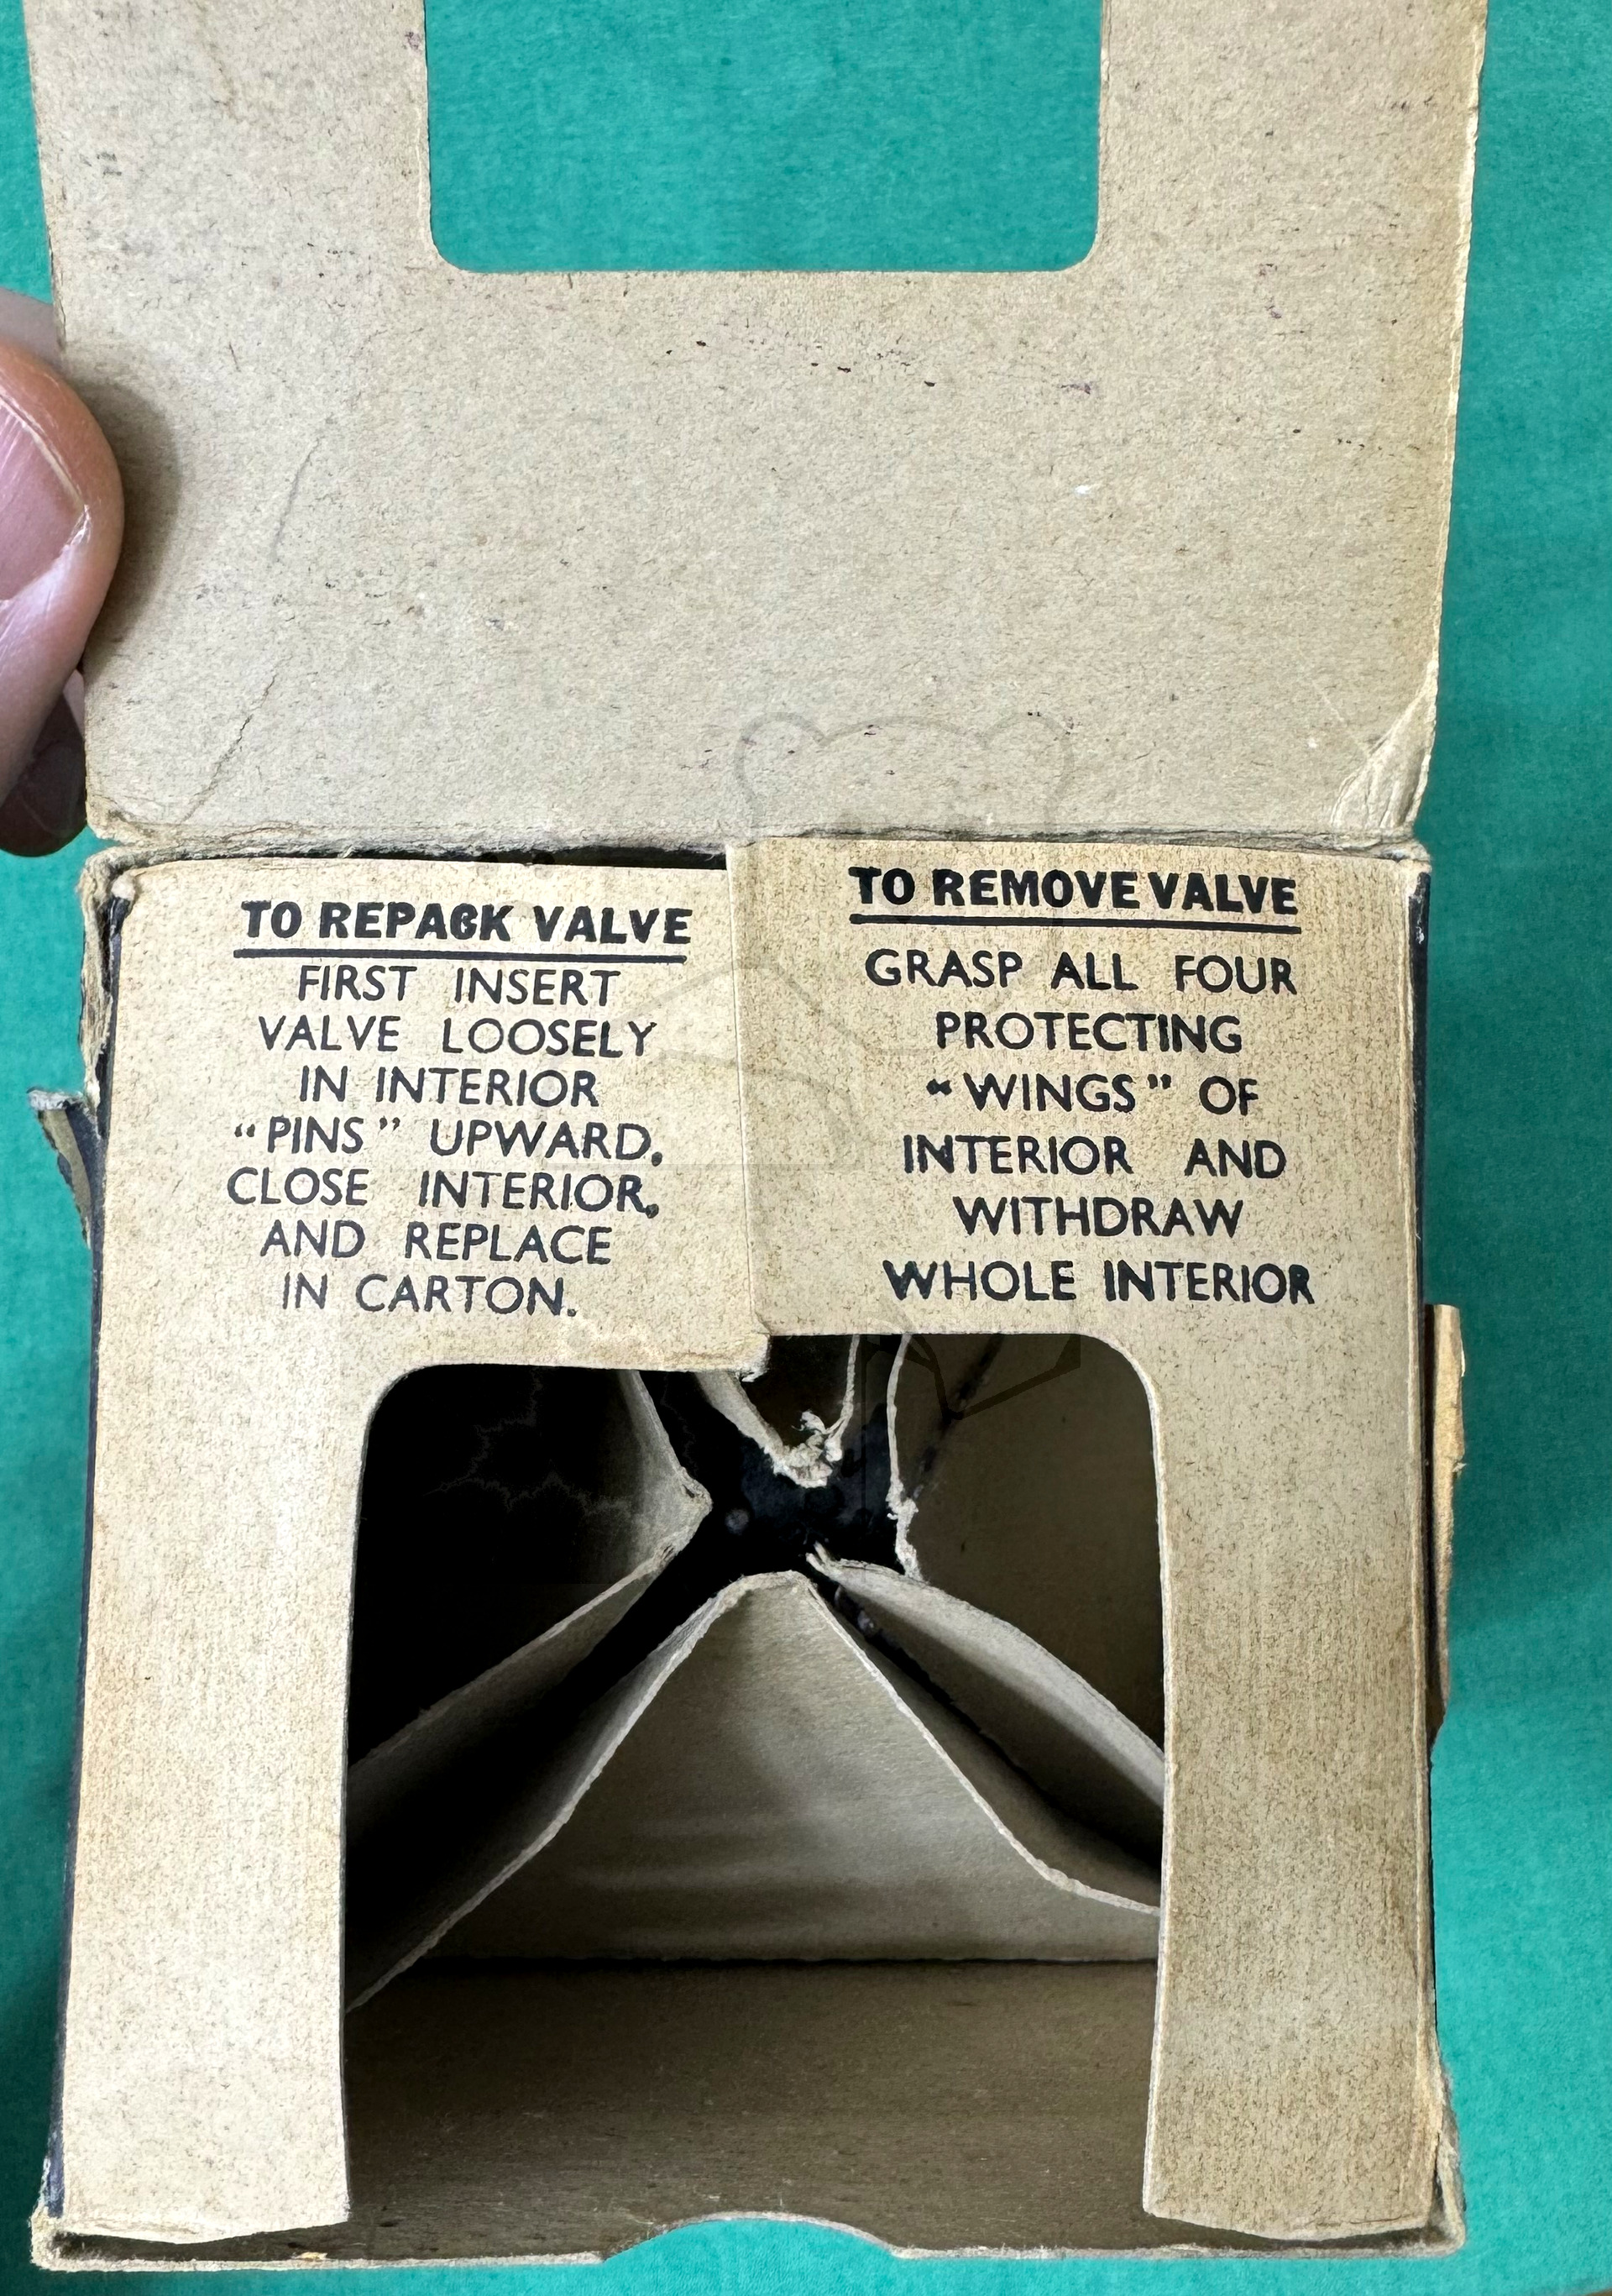 TO REPACK VALVE
FIRST INSERT
VALVE LOOSELY
IN INTERIOR
“PINS” UPWARD,
CLOSE INTERIOR,
AND REPLACE
IN CARTON.
TO REMOVE VALVE
GRASP ALL FOUR
PROTECTING
“WINGS” OF
INTERIOR AND
WITHDRAW
WHOLE INTERIOR